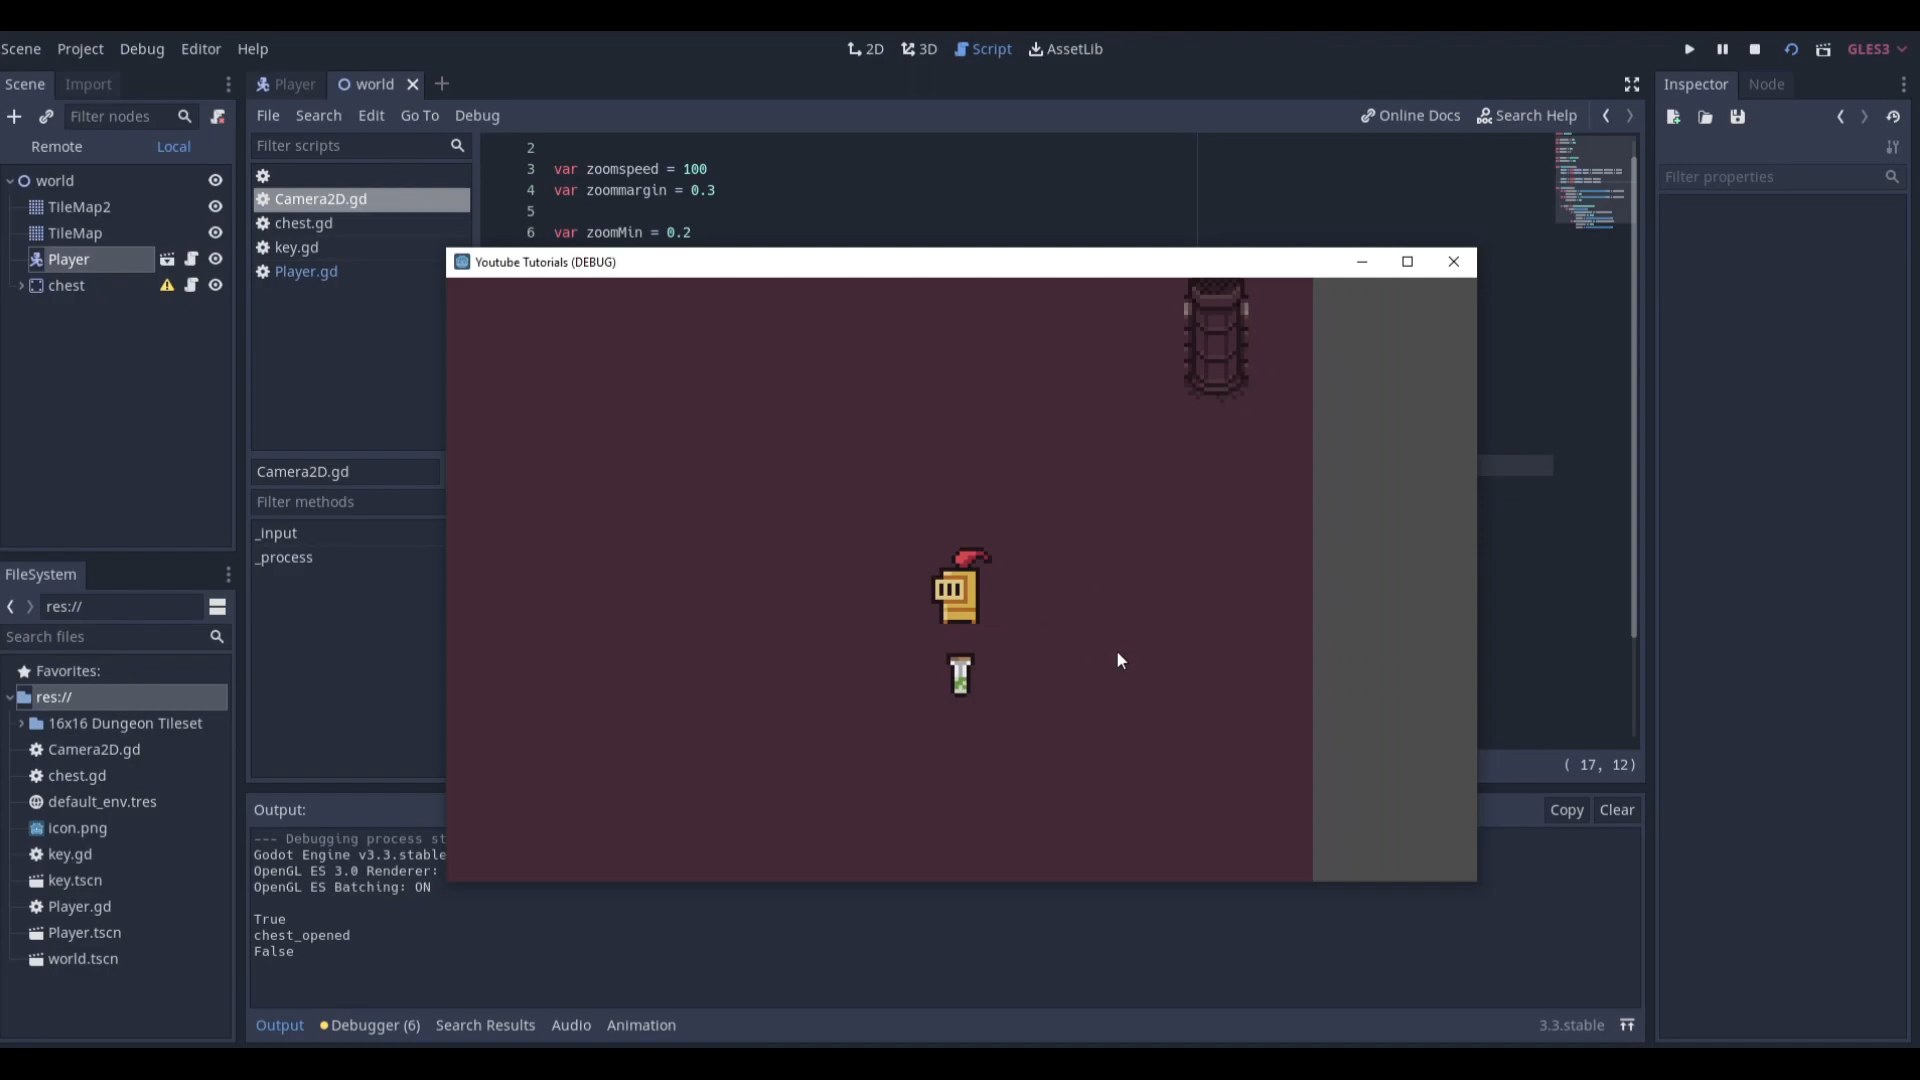 Scene Project Debug Editor Help
2D 3D Script AssetLib
GLES3
Scene Import
Player world
Inspector Node
Filter nodes
File Search Edit Go To Debug
Online Docs Search Help
Remote Local
Filter scripts
Filter properties
world
TileMap2
TileMap
Player
chest
Camera2D.gd
chest.gd
key.gd
Player.gd
2
3 var zoomspeed = 100
4 var zoommargin = 0.3
5
6 var zoomMin = 0.2
Youtube Tutorials (DEBUG)
Camera2D.gd
Filter methods
_input
_process
( 17, 12)
FileSystem
res://
Search files
Favorites:
res://
16x16 Dungeon Tileset
Camera2D.gd
chest.gd
default_env.tres
icon.png
key.gd
key.tscn
Player.gd
Player.tscn
world.tscn
Output:
Copy Clear
--- Debugging process st
Godot Engine v3.3.stable
OpenGL ES 3.0 Renderer:
OpenGL ES Batching: ON
True
chest_opened
False
Output Debugger (6) Search Results Audio Animation
3.3.stable